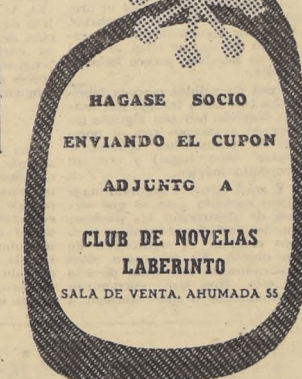 HAGASE SOCIO
ENVIANDO EL CUPON
ADJUNTO A
CLUB DE NOVELAS
LABERINTO
SALA DE VENTA. AHUMADA 55